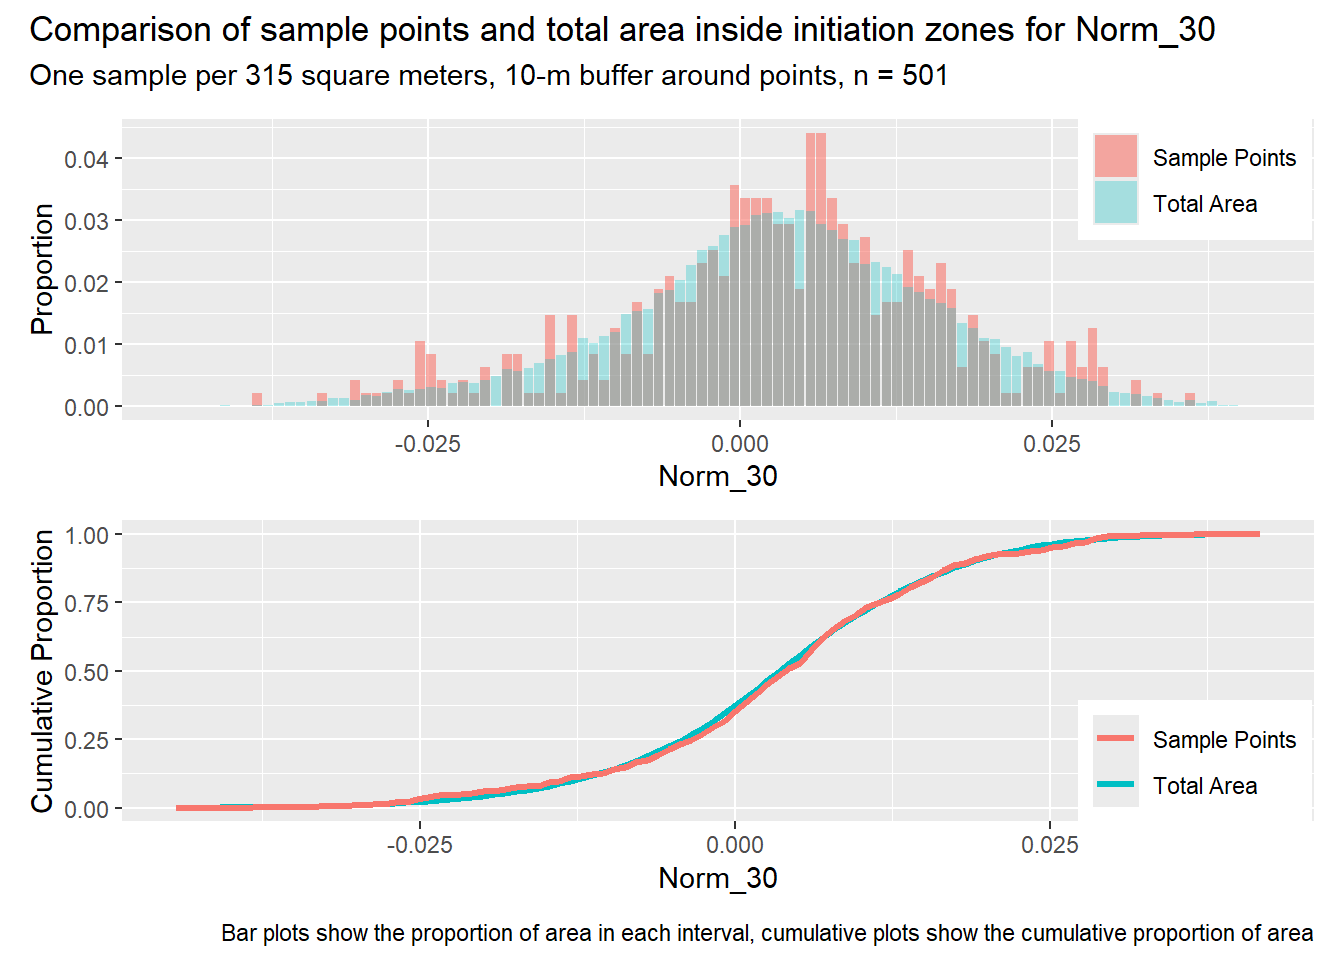 Comparison of sample points and total area inside initiation zones for Norm_30
One sample per 315 square meters, 10-m buffer around points, n = 501
Proportion
0.04
0.03
0.02
0.01
0.00
Sample Points
Total Area
-0.025
0.000
0.025
Norm_30
Cumulative Proportion
1.00
0.75
0.50
0.25
0.00
Sample Points
Total Area
-0.025
0.000
0.025
Norm_30
Bar plots show the proportion of area in each interval, cumulative plots show the cumulative proportion of area